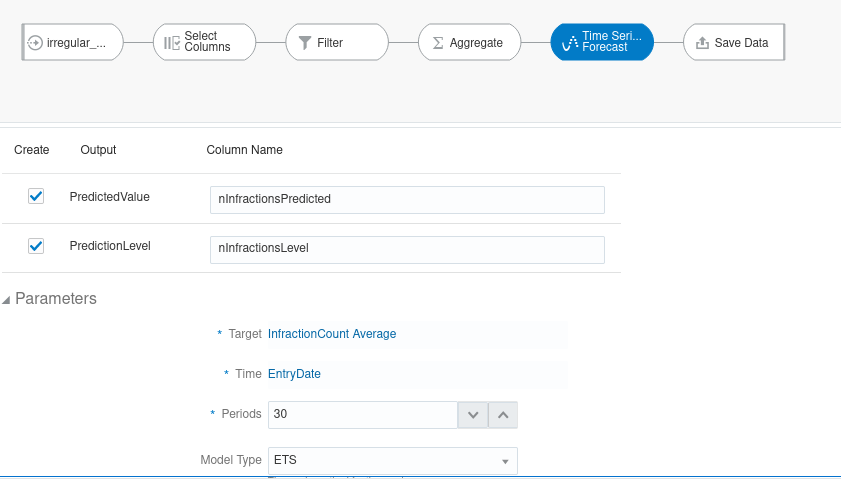 irregular_...
Select
Columns
Filter
Aggregate
Time Seri...
Forecast
Save Data
Create Output Column Name
PredictedValue nInfractionsPredicted
PredictionLevel nInfractionsLevel
Parameters
* Target InfractionCount Average
* Time EntryDate
* Periods 30
Model Type ETS